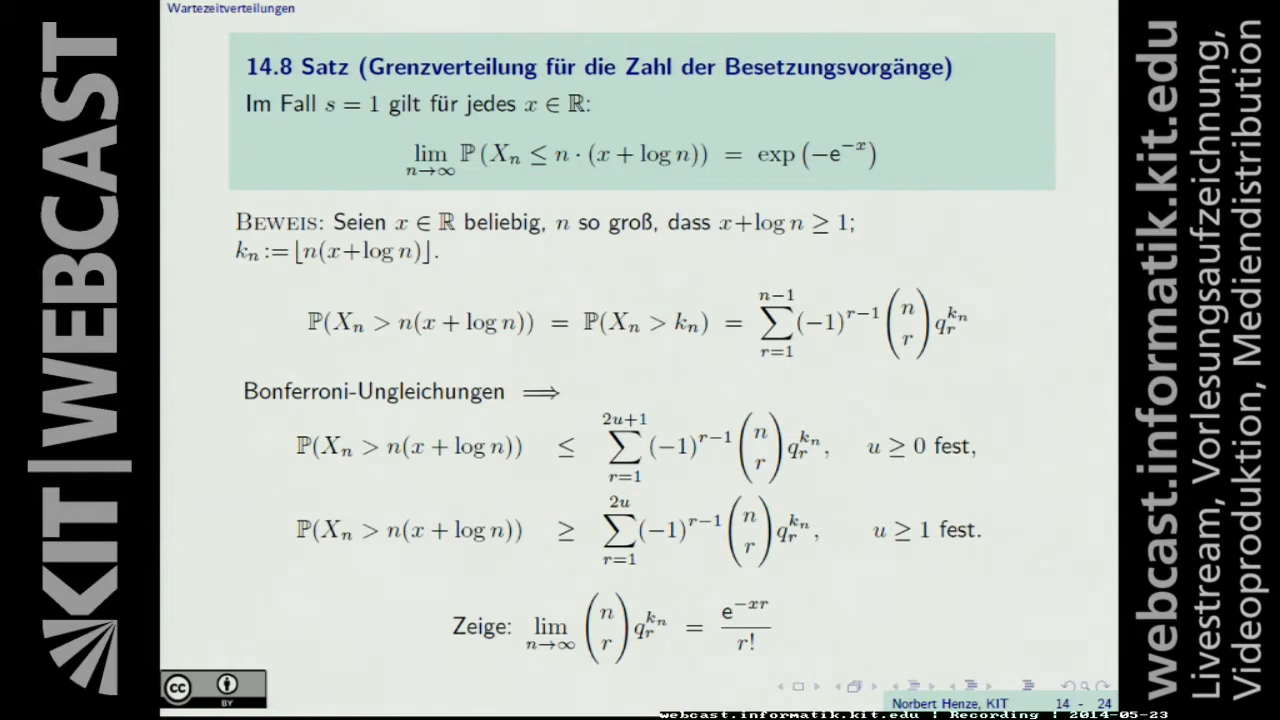 Wartezeitverteilungen
14.8 Satz (Grenzverteilung für die Zahl der Besetzungsvorgänge)
Im Fall s = 1 gilt für jedes x ∈ ℝ:
lim_{n→∞} ℙ (X_n ≤ n · (x + log n)) = exp (−e^{−x})
Beweis: Seien x ∈ ℝ beliebig, n so groß, dass x+log n ≥ 1;
k_n := ⌊n(x+log n)⌋.
ℙ(X_n > n(x + log n)) = ℙ(X_n > k_n) = ∑_{r=1}^{n−1} (−1)^{r−1} (n r) q_r^{k_n}
Bonferroni-Ungleichungen ⟹
ℙ(X_n > n(x + log n)) ≤ ∑_{r=1}^{2u+1} (−1)^{r−1} (n r) q_r^{k_n}, u ≥ 0 fest,
ℙ(X_n > n(x + log n)) ≥ ∑_{r=1}^{2u} (−1)^{r−1} (n r) q_r^{k_n}, u ≥ 1 fest.
Zeige: lim_{n→∞} (n r) q_r^{k_n} = e^{−xr} / r!
cc BY
Norbert Henze, KIT 14 - 24
webcast.informatik.kit.edu | Recording | 2014-05-23
KIT | WEBCAST
webcast.informatik.kit.edu
Livestream, Vorlesungsaufzeichnung,
Videoproduktion, Mediendistribution